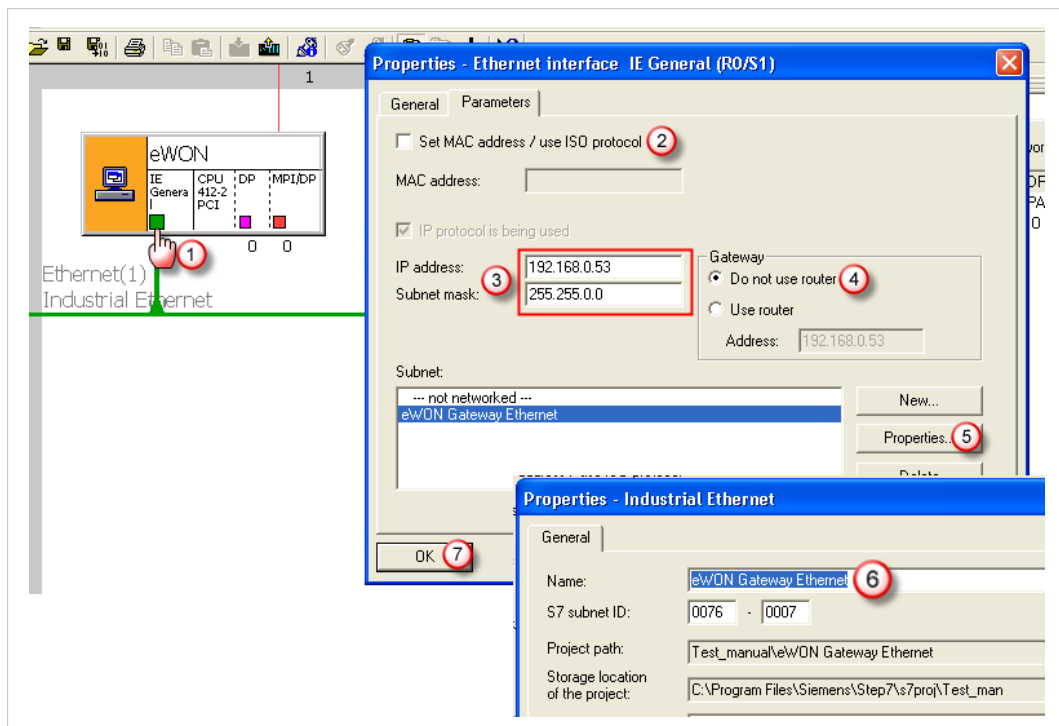 1
Properties - Ethernet interface IE General (R0/S1)
General
Parameters
eWON
IE
Genera
l
CPU
412-2
PCI
DP
MPI/DP
0
0
1
Ethernet(1)
Industrial Ethernet
Set MAC address / use ISO protocol
2
MAC address:
IP protocol is being used
IP address:
192.168.0.53
3
Subnet mask:
255.255.0.0
Gateway
Do not use router
4
Use router
Address:
192.168.0.53
Subnet:
--- not networked ---
eWON Gateway Ethernet
New...
Properties..
5
OK
7
Properties - Industrial Ethernet
General
Name:
eWON Gateway Ethernet
6
S7 subnet ID:
0076 - 0007
Project path:
Test_manual\eWON Gateway Ethernet
Storage location
of the project:
C:\Program Files\Siemens\Step7\s7proj\Test_man